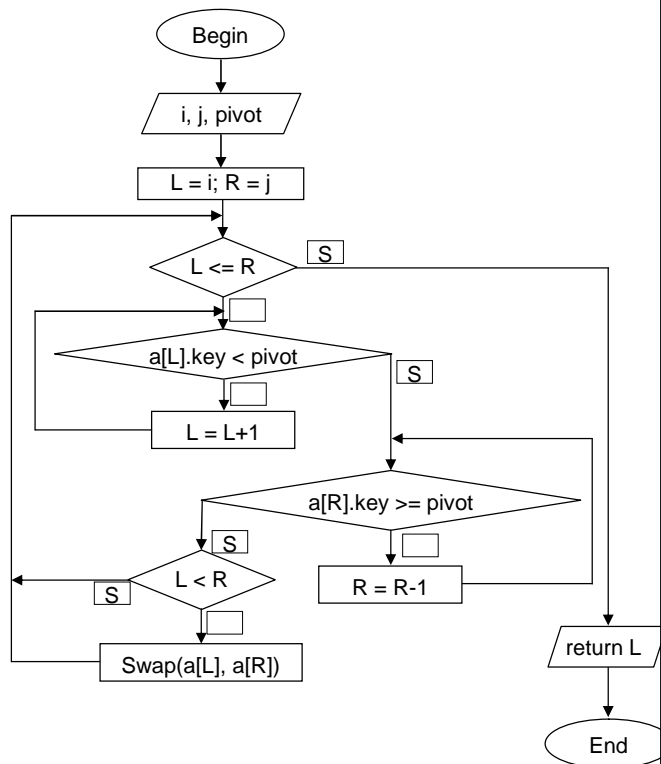 Begin
i, j, pivot
L = i; R = j
S
L <= R
a[L].key < pivot
S
L = L+1
a[R].key >= pivot
S
L < R
S
R = R-1
Swap(a[L], a[R])
return L
End